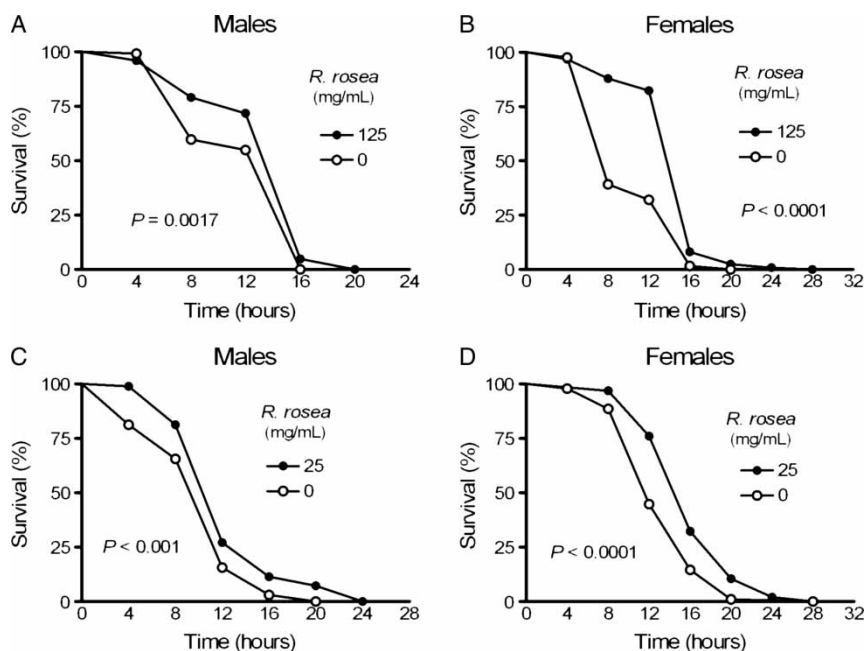 A
Males
Survival (%)
100
75
50
25
0
R. rosea
(mg/mL)
125
0
P = 0.0017
0 4 8 12 16 20 24
Time (hours)
B
Females
Survival (%)
100
75
50
25
0
R. rosea
(mg/mL)
125
0
P < 0.0001
0 4 8 12 16 20 24 28 32
Time (hours)
C
Males
Survival (%)
100
75
50
25
0
R. rosea
(mg/mL)
25
0
P < 0.001
0 4 8 12 16 20 24 28
Time (hours)
D
Females
Survival (%)
100
75
50
25
0
R. rosea
(mg/mL)
25
0
P < 0.0001
0 4 8 12 16 20 24 28 32
Time (hours)